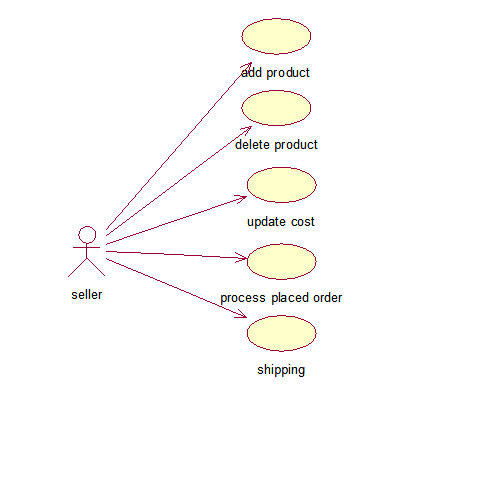 add product
delete product
update cost
seller
process placed order
shipping